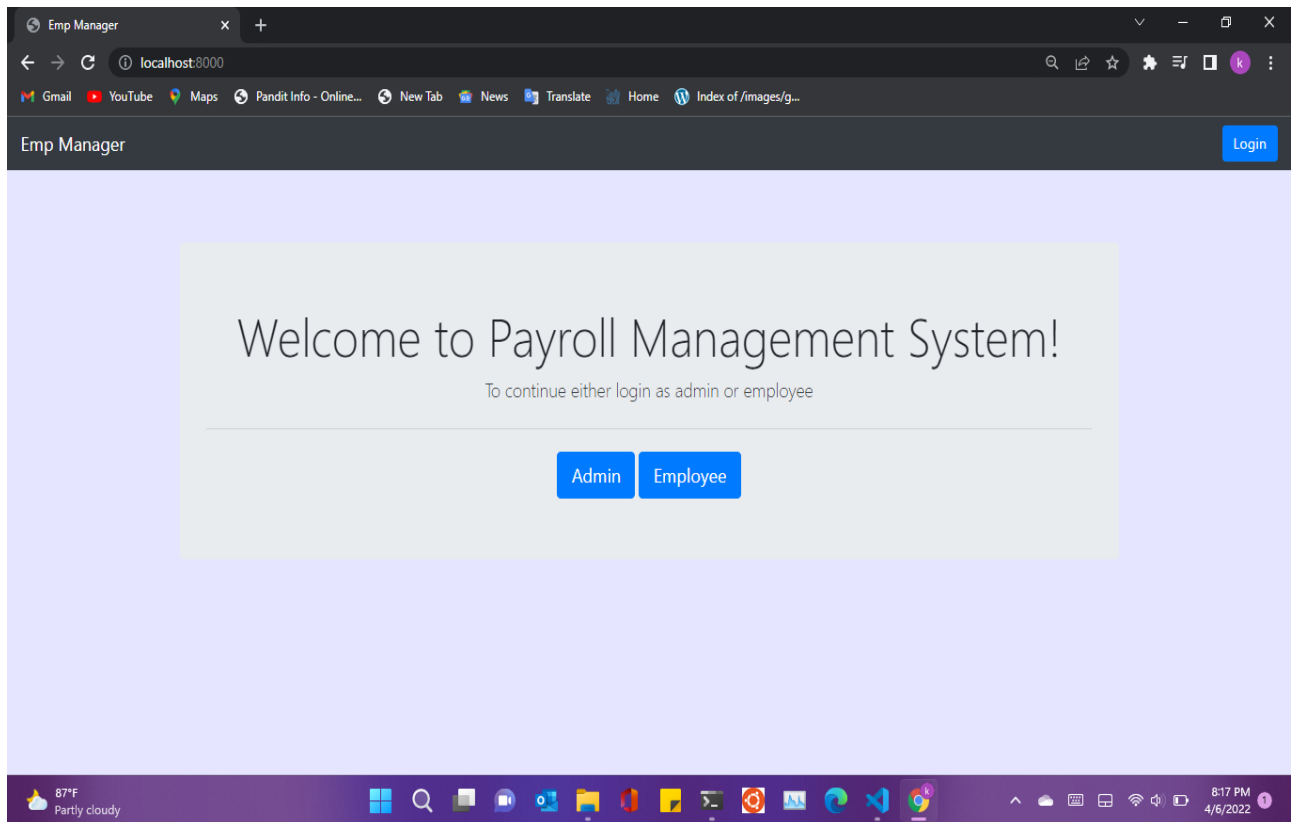 Emp Manager
localhost:8000
k
Gmail YouTube Maps Pandit Info - Online... New Tab News Translate Home Index of /images/g...
Emp Manager Login
Welcome to Payroll Management System!
To continue either login as admin or employee
Admin Employee
87°F
Partly cloudy
8:17 PM
4/6/2022
1